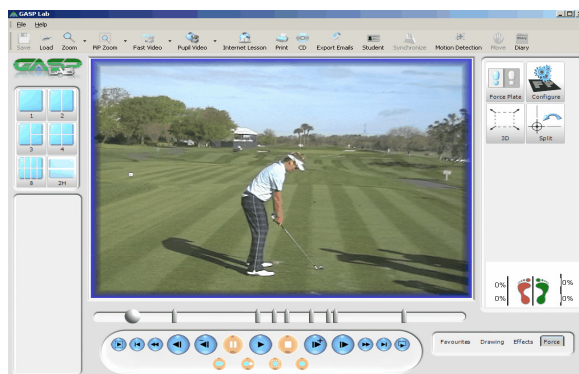 GASP Lab
File Help
Save Load Zoom PiP Zoom Fast Video Pupil Video Internet Lesson Print CD Export Emails Student Synchronize Motion Detection Move Diary
GASP
LAB
1 2
3 4
8 2H
Force Plate Configure
3D Split
0% 0%
0% 0%
Favourites Drawing Effects Force